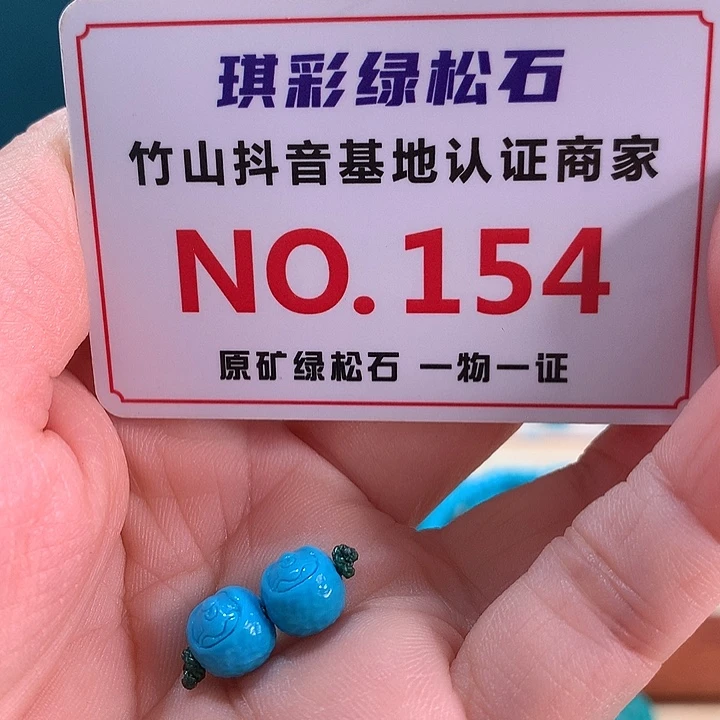 琪彩绿松石
竹山抖音基地认证商家
NO.154
原矿绿松石 一物一证